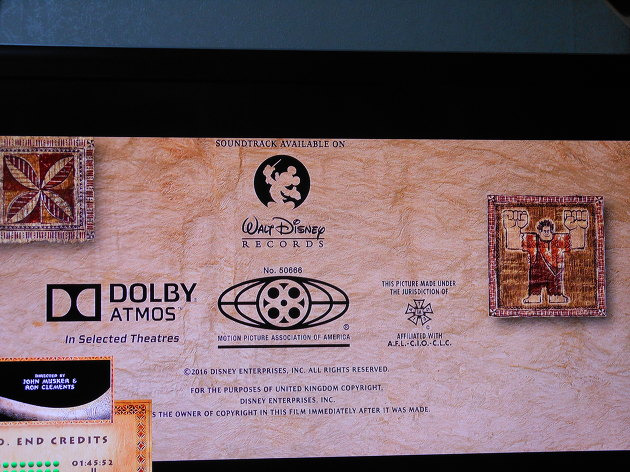 SOUNDTRACK AVAILABLE ON
WALT DISNEY
RECORDS
No. 50666
DOLBY
ATMOS
In Selected Theatres
MOTION PICTURE ASSOCIATION OF AMERICA
®
THIS PICTURE MADE UNDER
THE JURISDICTION OF
AFFILIATED WITH
A.F.L.-C.I.O.-C.L.C.
©2016 DISNEY ENTERPRISES, INC. ALL RIGHTS RESERVED.
FOR THE PURPOSES OF UNITED KINGDOM COPYRIGHT,
DISNEY ENTERPRISES, INC.
IS THE OWNER OF COPYRIGHT IN THIS FILM IMMEDIATELY AFTER IT WAS MADE.
DIRECTED BY
JOHN MUSKER &
RON CLEMENTS
D. END CREDITS
01:45:52